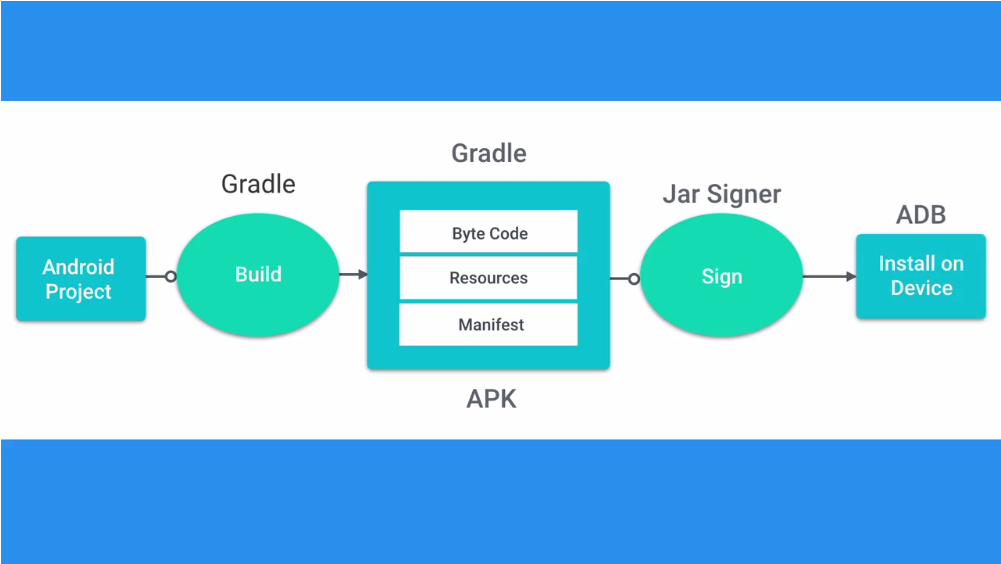 Gradle
Gradle
Jar Signer
ADB
Android
Project
Build
Byte Code
Resources
Manifest
Sign
Install on
Device
APK